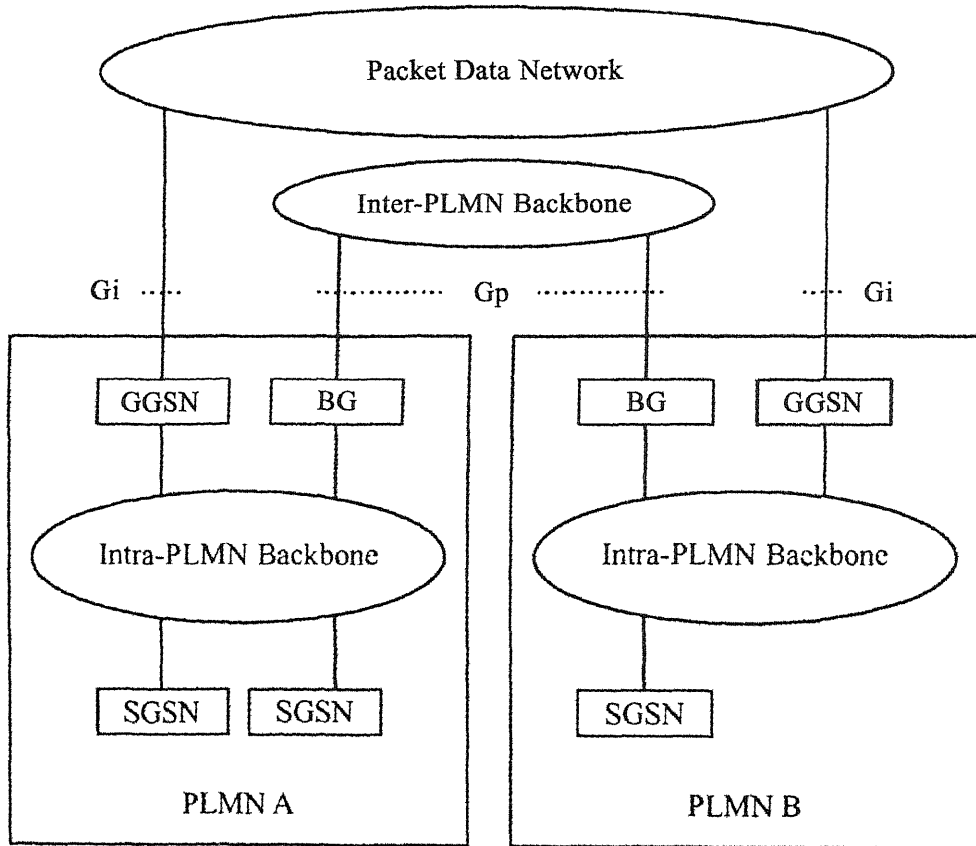 Packet Data Network
Inter-PLMN Backbone
Gi
Gp
Gi
GGSN
BG
BG
GGSN
Intra-PLMN Backbone
Intra-PLMN Backbone
SGSN
SGSN
SGSN
PLMN A
PLMN B